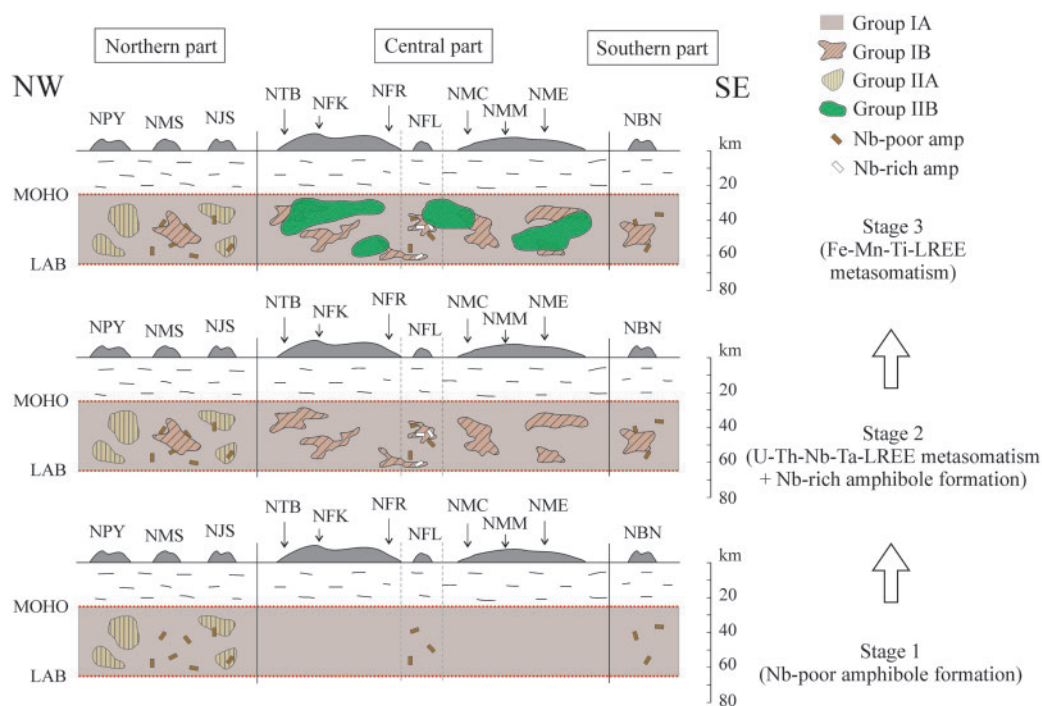 Northern part
Central part
Southern part
Group IA
Group IB
Group IIA
Group IIB
Nb-poor amp
Nb-rich amp
NW
SE
NPY NMS NJS NTB NFK NFR NFL NMC NMM NME NBN
km
20
40
60
80
MOHO
LAB
Stage 3
(Fe-Mn-Ti-LREE
metasomatism)
NPY NMS NJS NTB NFK NFR NFL NMC NMM NME NBN
km
20
40
60
80
MOHO
LAB
Stage 2
(U-Th-Nb-Ta-LREE metasomatism
+ Nb-rich amphibole formation)
NPY NMS NJS NTB NFK NFR NFL NMC NMM NME NBN
km
20
40
60
80
MOHO
LAB
Stage 1
(Nb-poor amphibole formation)